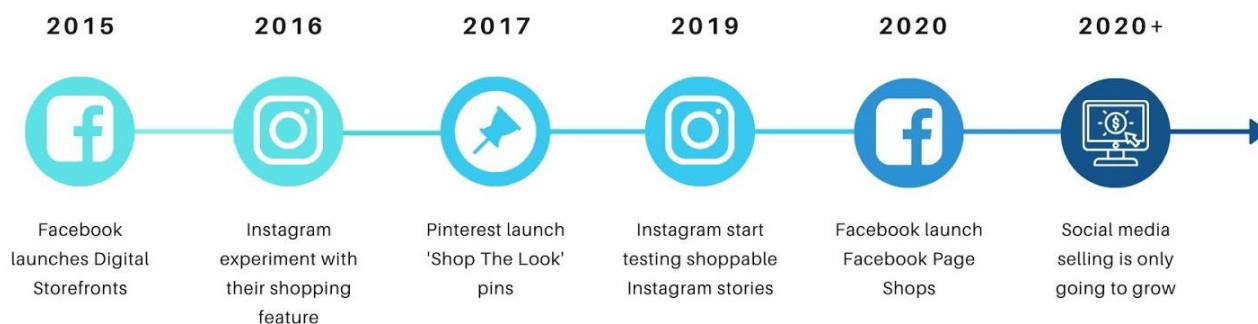 2015
2016
2017
2019
2020
2020+
Facebook
launches Digital
Storefronts
Instagram
experiment with
their shopping
feature
Pinterest launch
'Shop The Look'
pins
Instagram start
testing shoppable
Instagram stories
Facebook launch
Facebook Page
Shops
Social media
selling is only
going to grow